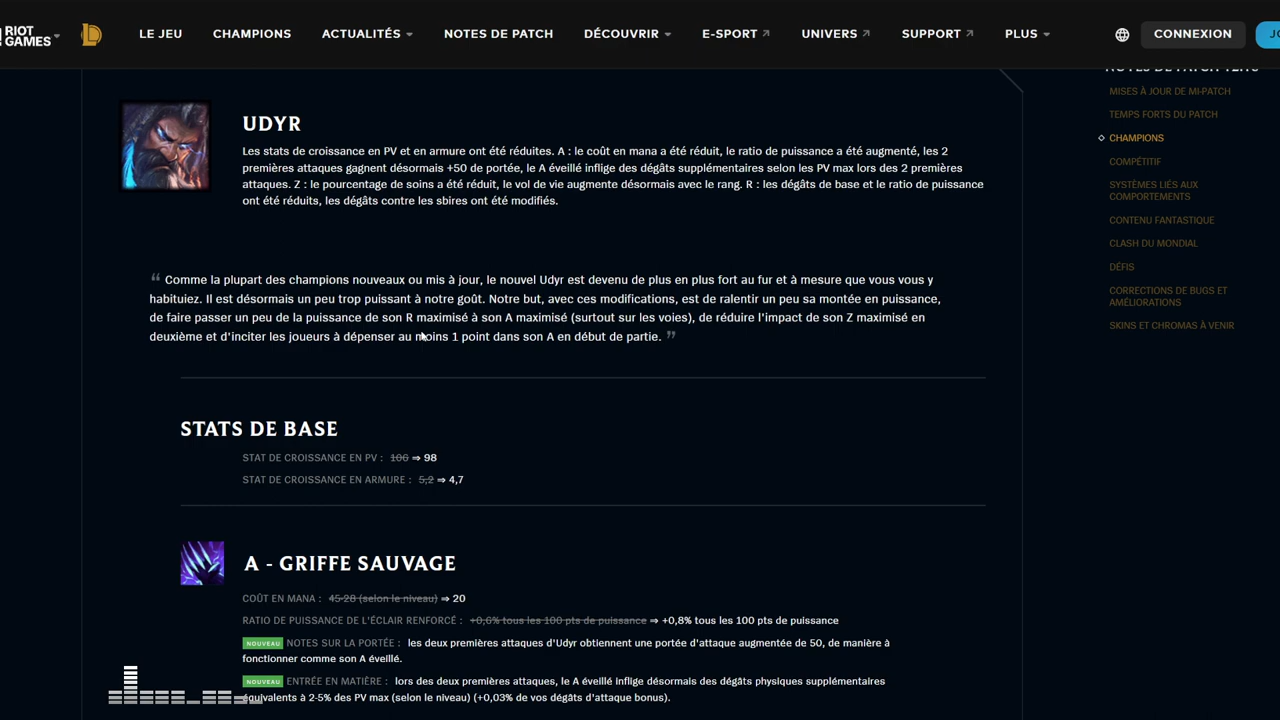 RIOT GAMES LE JEU CHAMPIONS ACTUALITÉS NOTES DE PATCH DÉCOUVRIR E-SPORT UNIVERS SUPPORT PLUS CONNEXION
UDYR
Les stats de croissance en PV et en armure ont été réduites. A : le coût en mana a été réduit, le ratio de puissance a été augmenté, les 2
premières attaques gagnent désormais +50 de portée, le A éveillé inflige des dégâts supplémentaires selon les PV max lors des 2 premières
attaques. Z : le pourcentage de soins a été réduit, le vol de vie augmente désormais avec le rang. R : les dégâts de base et le ratio de puissance
ont été réduits, les dégâts contre les sbires ont été modifiés.
“ Comme la plupart des champions nouveaux ou mis à jour, le nouvel Udyr est devenu de plus en plus fort au fur et à mesure que vous vous y
habituiez. Il est désormais un peu trop puissant à notre goût. Notre but, avec ces modifications, est de ralentir un peu sa montée en puissance,
de faire passer un peu de la puissance de son R maximisé à son A maximisé (surtout sur les voies), de réduire l'impact de son Z maximisé en
deuxième et d'inciter les joueurs à dépenser au moins 1 point dans son A en début de partie. ”
STATS DE BASE
STAT DE CROISSANCE EN PV : 106 ⇒ 98
STAT DE CROISSANCE EN ARMURE : 5,2 ⇒ 4,7
A - GRIFFE SAUVAGE
COÛT EN MANA : 45-28 (selon le niveau) ⇒ 20
RATIO DE PUISSANCE DE L'ÉCLAIR RENFORCÉ : +0,6% tous les 100 pts de puissance ⇒ +0,8% tous les 100 pts de puissance
NOUVEAU NOTES SUR LA PORTÉE : les deux premières attaques d'Udyr obtiennent une portée d'attaque augmentée de 50, de manière à
fonctionner comme son A éveillé.
NOUVEAU ENTRÉE EN MATIÈRE : lors des deux premières attaques, le A éveillé inflige désormais des dégâts physiques supplémentaires
équivalents à 2-5% des PV max (selon le niveau) (+0,03% de vos dégâts d'attaque bonus).
MISES À JOUR DE MI-PATCH
TEMPS FORTS DU PATCH
CHAMPIONS
COMPÉTITIF
SYSTÈMES LIÉS AUX
COMPORTEMENTS
CONTENU FANTASTIQUE
CLASH DU MONDIAL
DÉFIS
CORRECTIONS DE BUGS ET
AMÉLIORATIONS
SKINS ET CHROMAS À VENIR